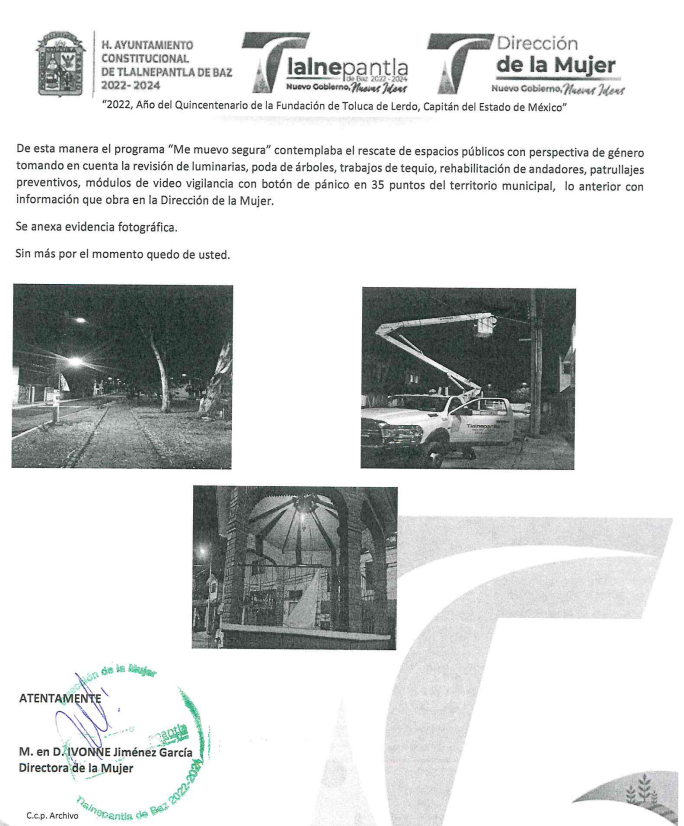 H. AYUNTAMIENTO
CONSTITUCIONAL
DE TLALNEPANTLA DE BAZ
2022- 2024
Tlalnepantla
de Baz 2022 - 2024
Nuevo Gobierno, Nuevas Ideas
Dirección
de la Mujer
Nuevo Gobierno, Nuevas Ideas
“2022, Año del Quincentenario de la Fundación de Toluca de Lerdo, Capitán del Estado de México”
De esta manera el programa “Me muevo segura” contemplaba el rescate de espacios públicos con perspectiva de género
tomando en cuenta la revisión de luminarias, poda de árboles, trabajos de tequio, rehabilitación de andadores, patrullajes
preventivos, módulos de video vigilancia con botón de pánico en 35 puntos del territorio municipal, lo anterior con
información que obra en la Dirección de la Mujer.
Se anexa evidencia fotográfica.
Sin más por el momento quedo de usted.
Tlalnepantla
Dirección de la Mujer
ATENTAMENTE
M. en D. IVONNE Jiménez García
Directora de la Mujer
Tlalnepantla de Baz 2022-2024
C.c.p. Archivo